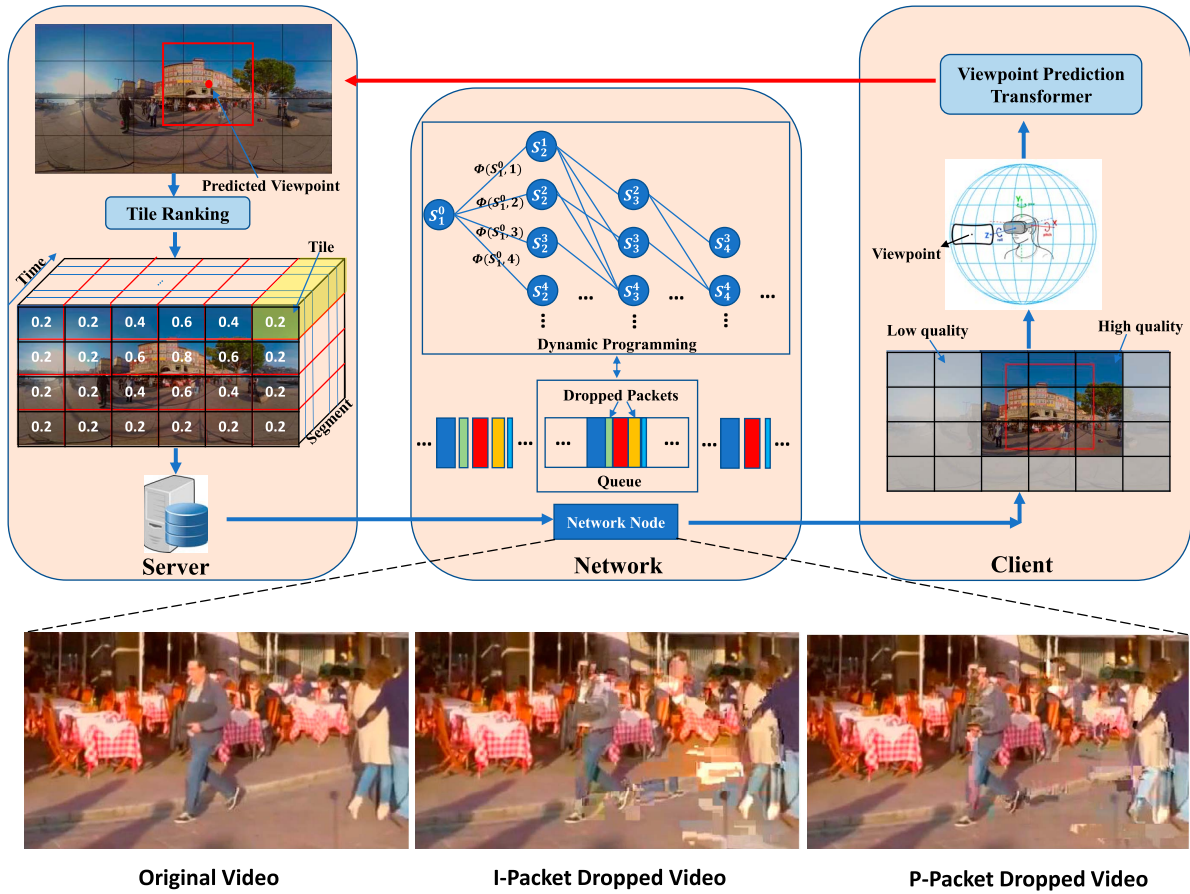 Predicted Viewpoint
Tile Ranking
Time
...
Tile
0.2 0.2 0.4 0.6 0.4 0.2
0.2 0.2 0.6 0.8 0.6 0.2
0.2 0.2 0.4 0.6 0.4 0.2
0.2 0.2 0.2 0.2 0.2 0.2
Segment
Server
S₁⁰
Φ(S₁⁰, 1)
Φ(S₁⁰, 2)
Φ(S₁⁰, 3)
Φ(S₁⁰, 4)
S₂¹
S₂² S₃²
S₂³ S₃³ S₄³
S₂⁴ ... S₃⁴ ... S₄⁴ ...
⋮ ⋮ ⋮
Dynamic Programming
Dropped Packets
... ... ... ... ... ...
Queue
Network Node
Network
Viewpoint Prediction
Transformer
Y
X
Z
Viewpoint
Low quality
High quality
Client
Original Video
I-Packet Dropped Video
P-Packet Dropped Video